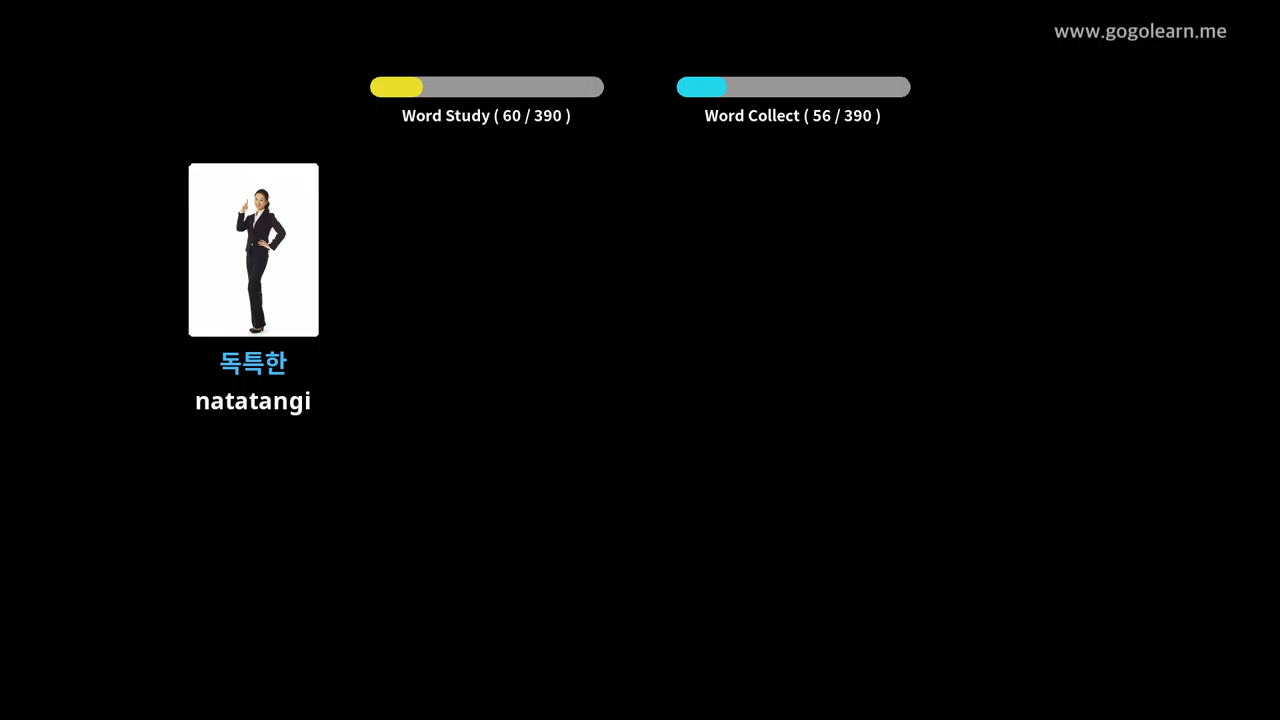 www.gogolearn.me
Word Study ( 60 / 390 )
Word Collect ( 56 / 390 )
독특한
natatangi